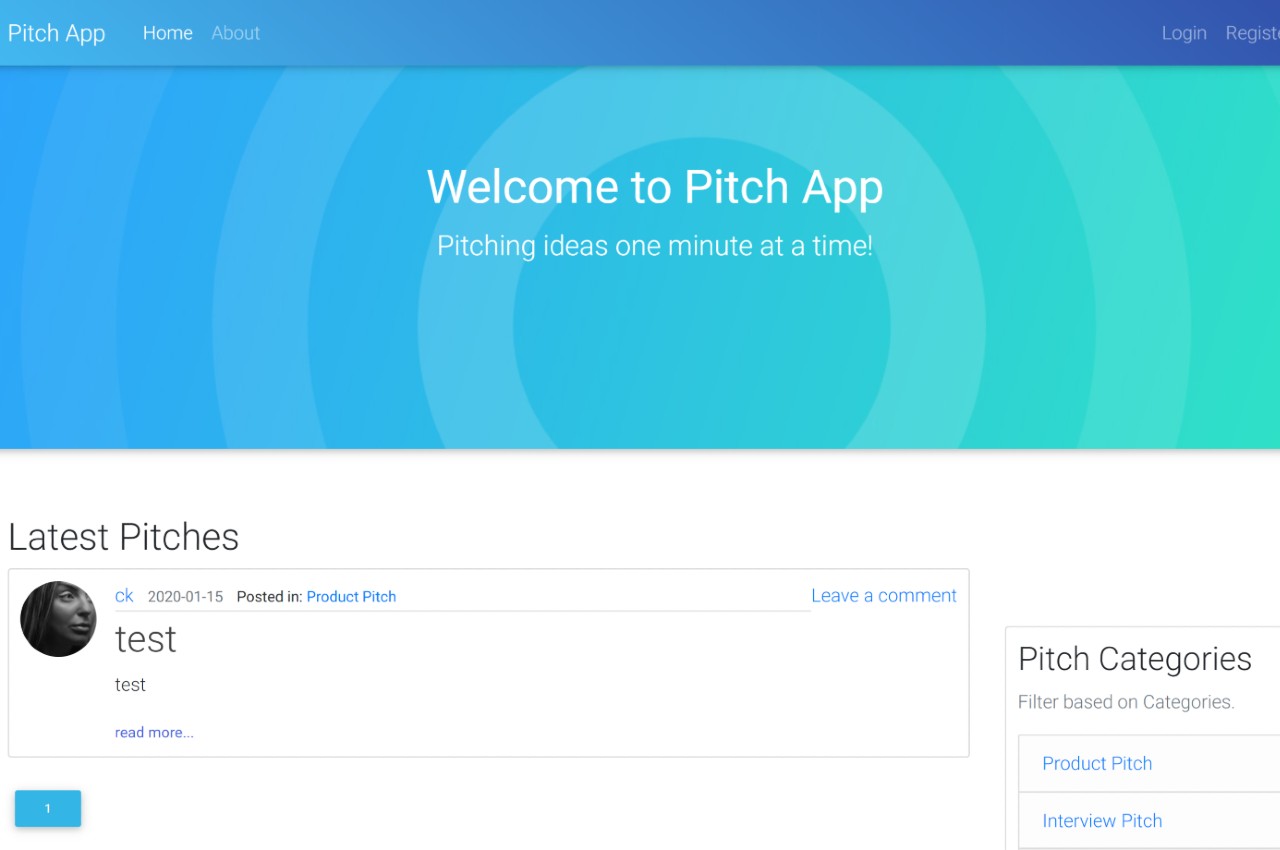 Pitch App Home About Login
Welcome to Pitch App
Pitching ideas one minute at a time!
Latest Pitches
ck 2020-01-15 Posted in: Product Pitch Leave a comment
test
test
read more...
1
Pitch Categories
Filter based on Categories.
Product Pitch
Interview Pitch